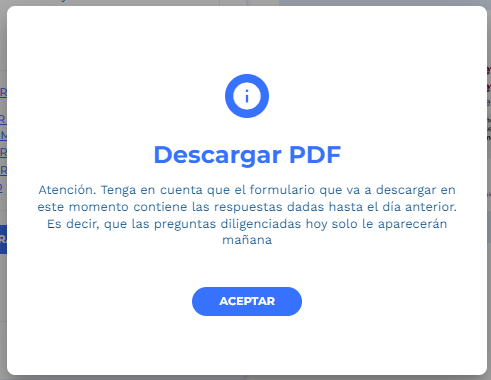 Descargar PDF
Atención. Tenga en cuenta que el formulario que va a descargar en
este momento contiene las respuestas dadas hasta el día anterior.
Es decir, que las preguntas diligenciadas hoy solo le aparecerán
mañana
ACEPTAR